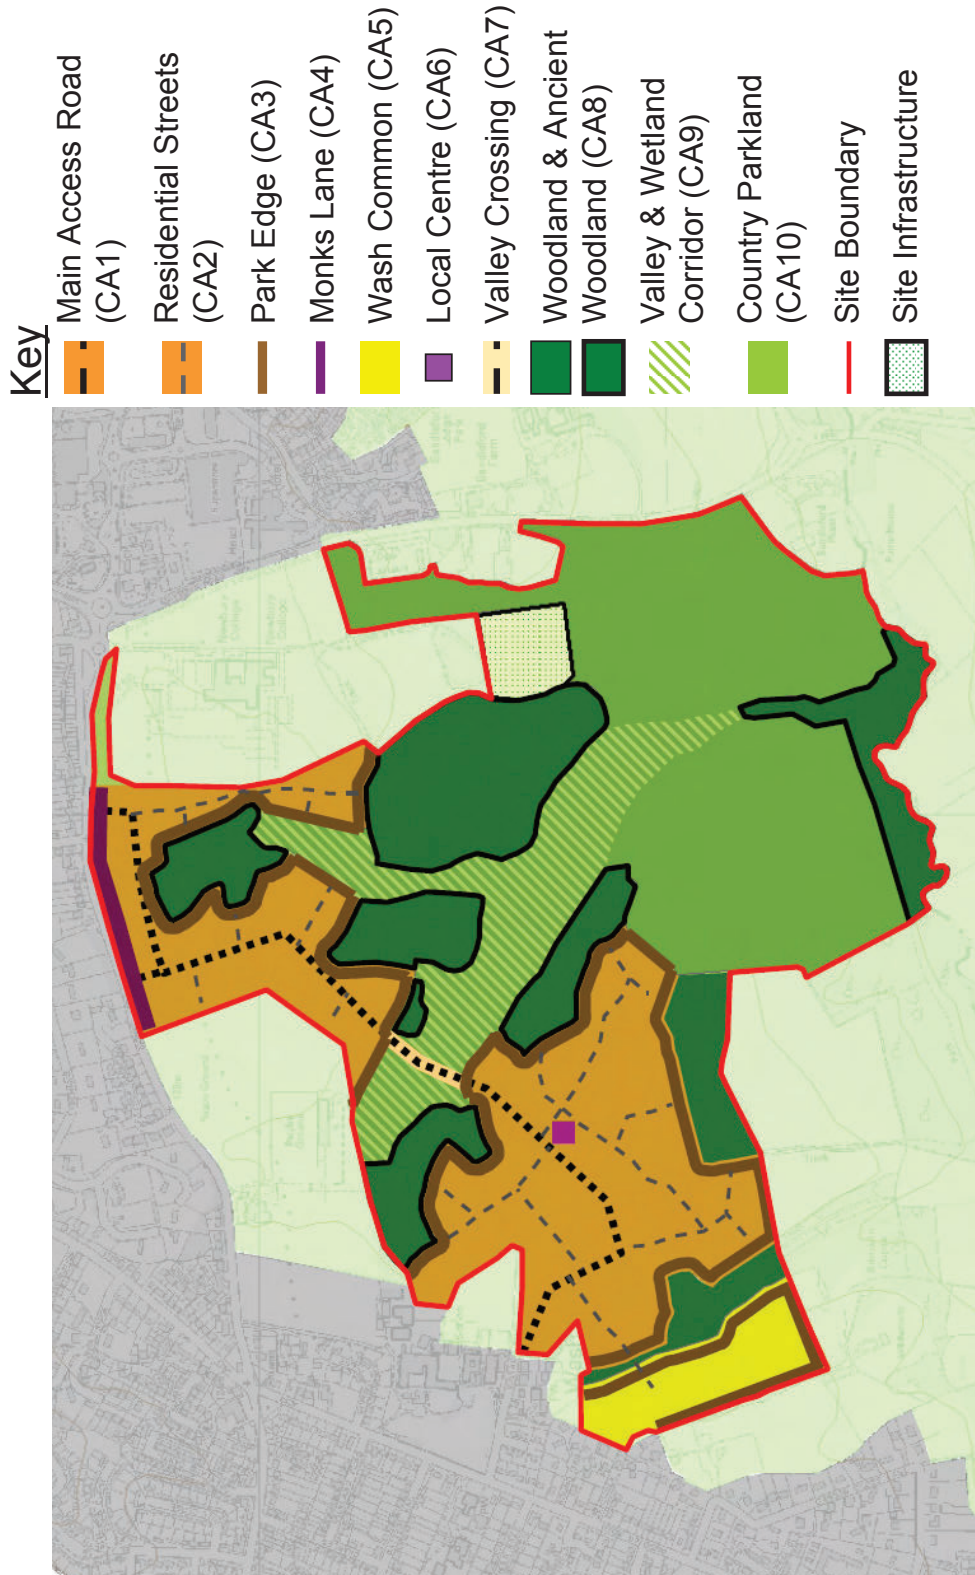 Key
Main Access Road
(CA1)
Residential Streets
(CA2)
Park Edge (CA3)
Monks Lane (CA4)
Wash Common (CA5)
Local Centre (CA6)
Valley Crossing (CA7)
Woodland & Ancient
Woodland (CA8)
Valley & Wetland
Corridor (CA9)
Country Parkland
(CA10)
Site Boundary
Site Infrastructure